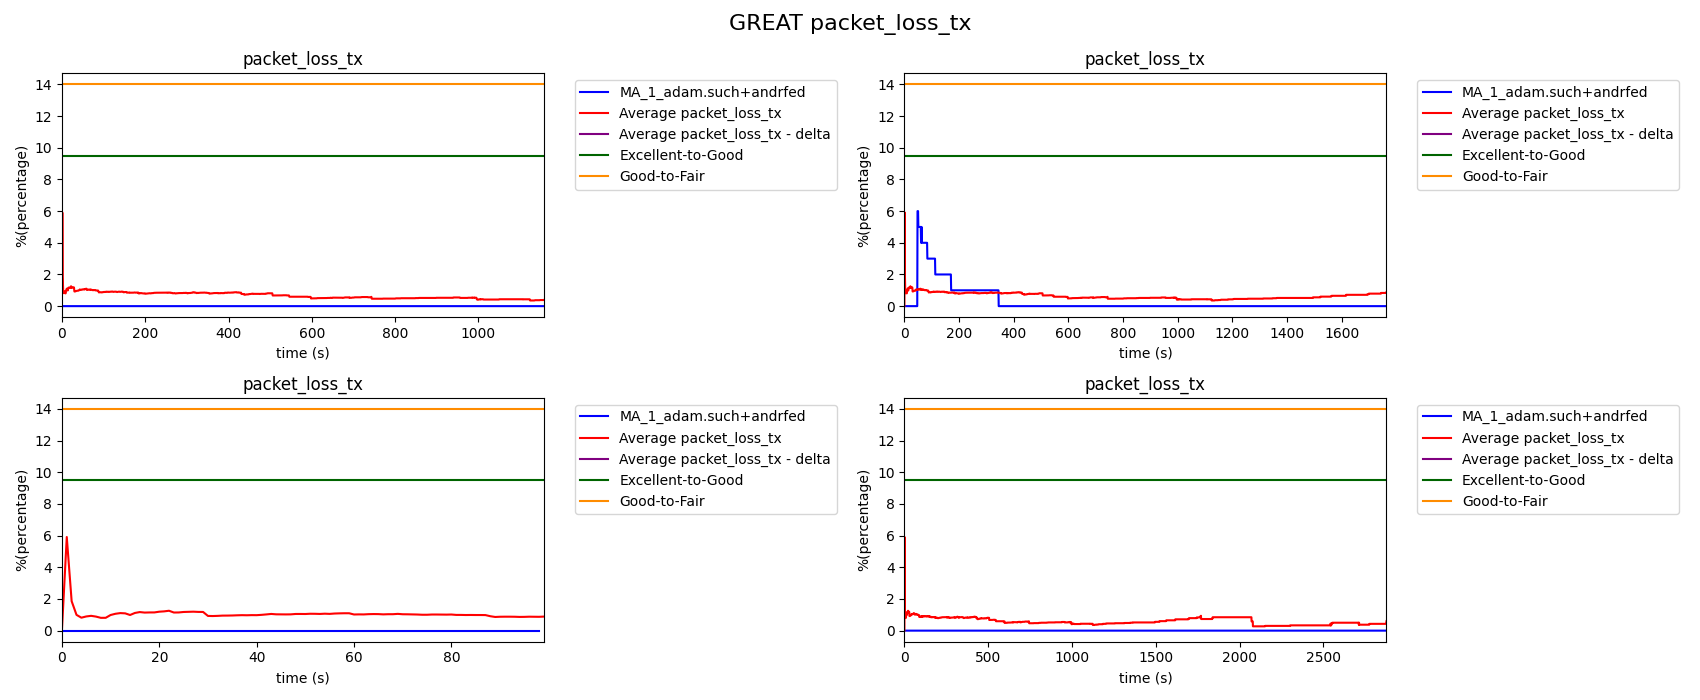 GREAT packet_loss_tx
packet_loss_tx
%(percentage)
14
12
10
8
6
4
2
0
0 200 400 600 800 1000
time (s)
MA_1_adam.such+andrfed
Average packet_loss_tx
Average packet_loss_tx - delta
Excellent-to-Good
Good-to-Fair
packet_loss_tx
%(percentage)
14
12
10
8
6
4
2
0
0 200 400 600 800 1000 1200 1400 1600
time (s)
MA_1_adam.such+andrfed
Average packet_loss_tx
Average packet_loss_tx - delta
Excellent-to-Good
Good-to-Fair
packet_loss_tx
%(percentage)
14
12
10
8
6
4
2
0
0 20 40 60 80
time (s)
MA_1_adam.such+andrfed
Average packet_loss_tx
Average packet_loss_tx - delta
Excellent-to-Good
Good-to-Fair
packet_loss_tx
%(percentage)
14
12
10
8
6
4
2
0
0 500 1000 1500 2000 2500
time (s)
MA_1_adam.such+andrfed
Average packet_loss_tx
Average packet_loss_tx - delta
Excellent-to-Good
Good-to-Fair